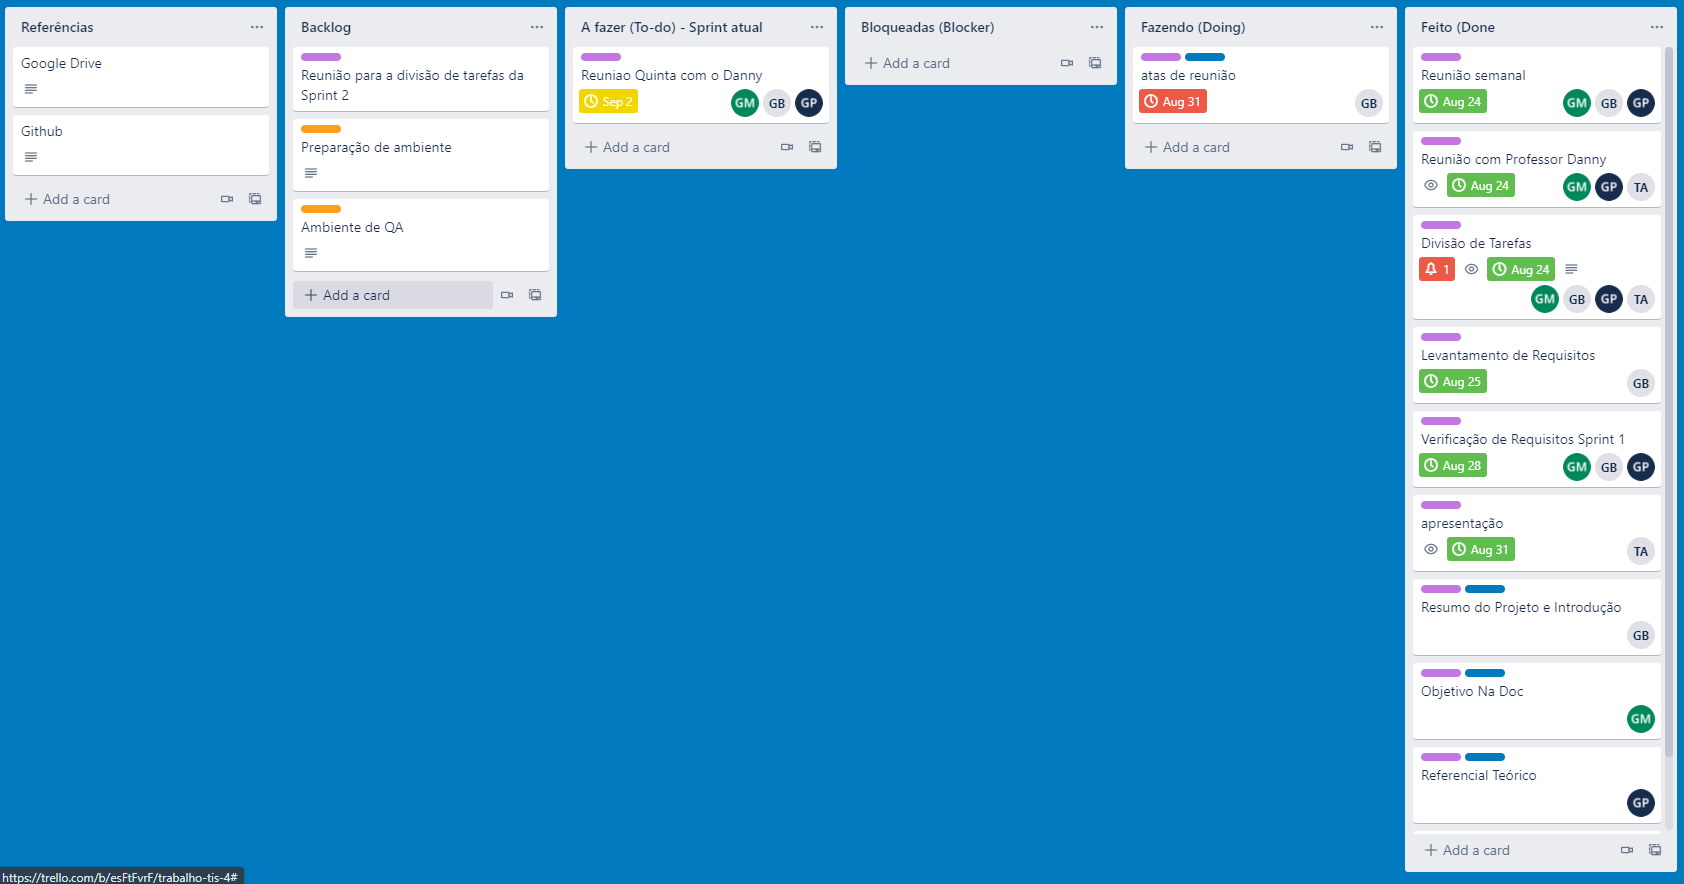 Referências
Google Drive
Github
Add a card
Backlog
Reunião para a divisão de tarefas da
Sprint 2
Preparação de ambiente
Ambiente de QA
Add a card
A fazer (To-do) - Sprint atual
Reuniao Quinta com o Danny
Sep 2
GM GB GP
Add a card
Bloqueadas (Blocker)
Add a card
Fazendo (Doing)
atas de reunião
Aug 31
GB
Add a card
Feito (Done
Reunião semanal
Aug 24
GM GB GP
Reunião com Professor Danny
Aug 24
GM GP TA
Divisão de Tarefas
1 Aug 24
GM GB GP TA
Levantamento de Requisitos
Aug 25
GB
Verificação de Requisitos Sprint 1
Aug 28
GM GB GP
apresentação
Aug 31
TA
Resumo do Projeto e Introdução
GB
Objetivo Na Doc
GM
Referencial Teórico
GP
Add a card
https://trello.com/b/esFtFvrF/trabalho-tis-4#